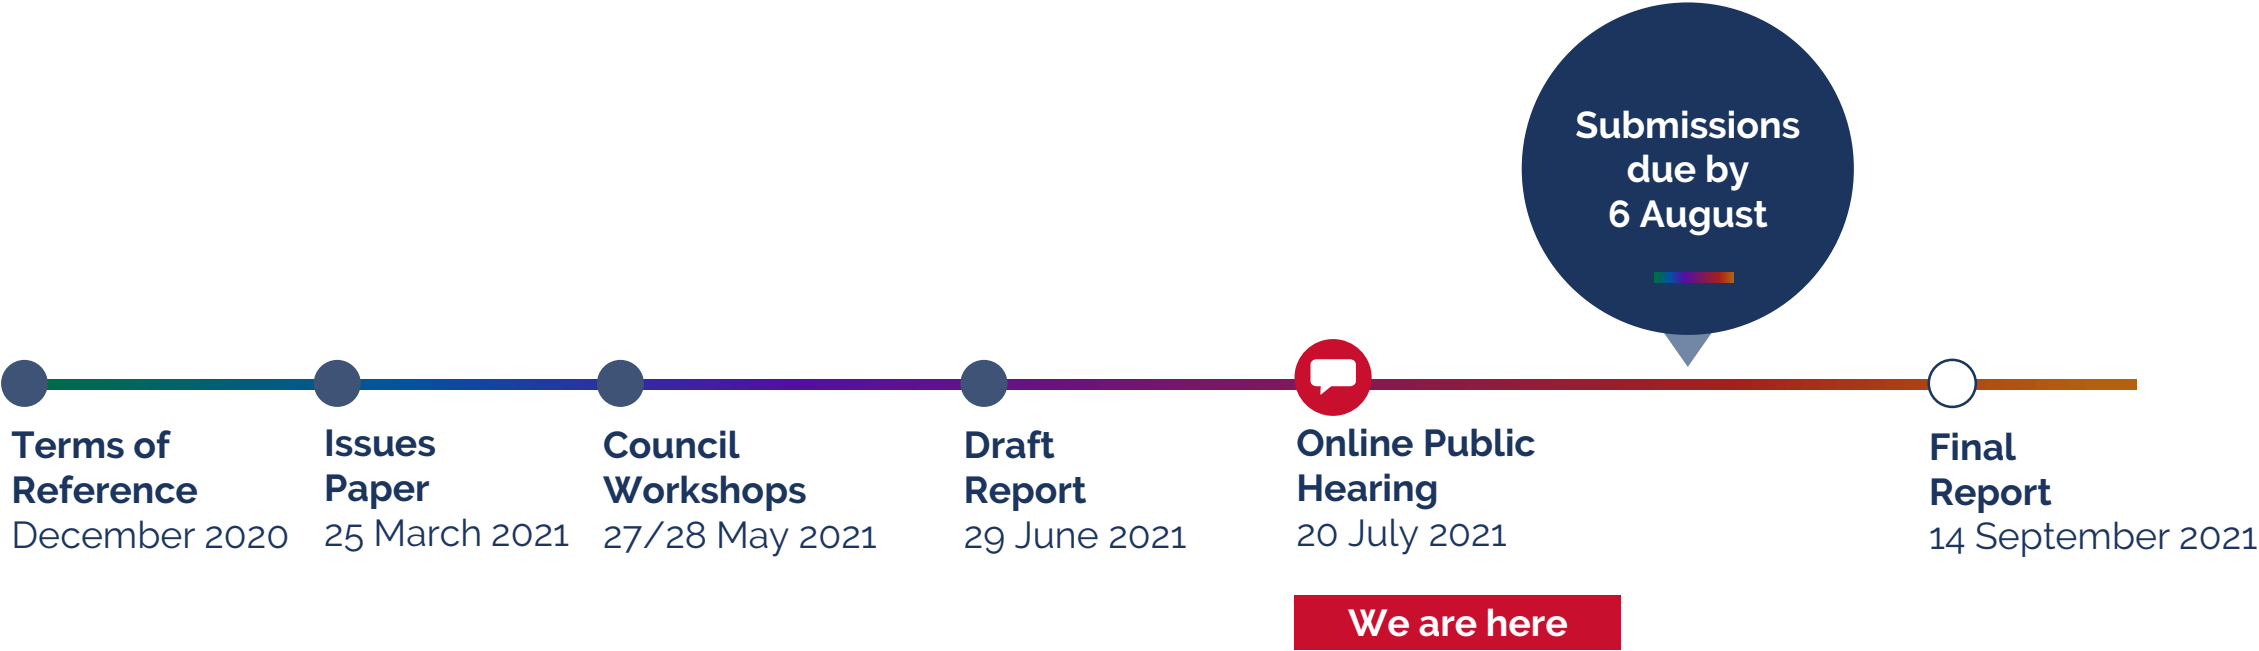 Submissions
due by
6 August
Terms of
Reference
December 2020
Issues
Paper
25 March 2021
Council
Workshops
27/28 May 2021
Draft
Report
29 June 2021
Online Public
Hearing
20 July 2021
We are here
Final
Report
14 September 2021